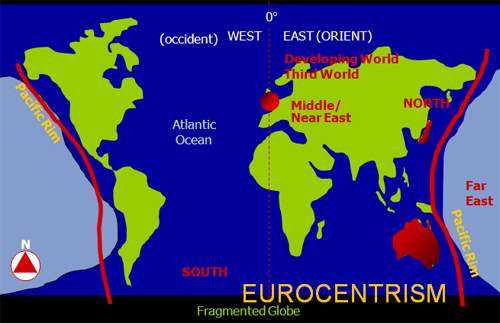 0°
(occident) WEST EAST (ORIENT)
Developing World
Third World
Pacific Rim
Middle/
Near East
NORTH
Atlantic
Ocean
Far
East
Pacific Rim
N
SOUTH
EUROCENTRISM
Fragmented Globe